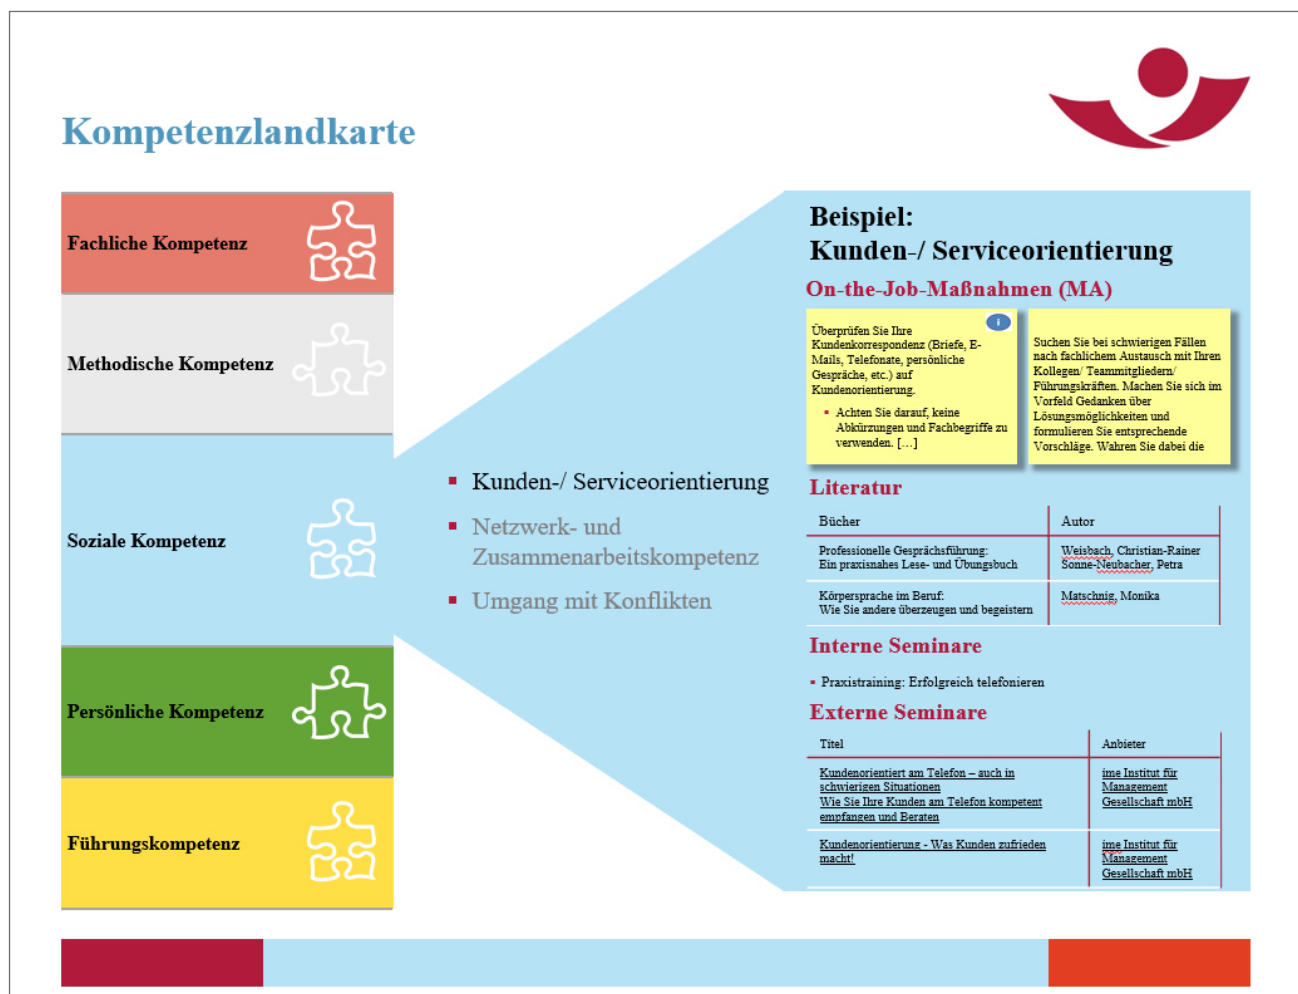 Kompetenzlandkarte
Fachliche Kompetenz
Methodische Kompetenz
Soziale Kompetenz
Persönliche Kompetenz
Führungskompetenz
▪ Kunden-/ Serviceorientierung
▪ Netzwerk- und
Zusammenarbeitskompetenz
▪ Umgang mit Konflikten
Beispiel:
Kunden-/ Serviceorientierung
On-the-Job-Maßnahmen (MA)
i
Überprüfen Sie Ihre
Kundenkorrespondenz (Briefe, E-
Mails, Telefonate, persönliche
Gespräche, etc.) auf
Kundenorientierung.
▪ Achten Sie darauf, keine
Abkürzungen und Fachbegriffe zu
verwenden. […]
Suchen Sie bei schwierigen Fällen
nach fachlichem Austausch mit Ihren
Kollegen/ Teammitgliedern/
Führungskräften. Machen Sie sich im
Vorfeld Gedanken über
Lösungsmöglichkeiten und
formulieren Sie entsprechende
Vorschläge. Wahren Sie dabei die
Literatur
Bücher Autor
Professionelle Gesprächsführung: Weisbach, Christian-Rainer
Ein praxisnahes Lese- und Übungsbuch Sonne-Neubacher, Petra
Körpersprache im Beruf: Matschnig, Monika
Wie Sie andere überzeugen und begeistern
Interne Seminare
▪ Praxistraining: Erfolgreich telefonieren
Externe Seminare
Titel Anbieter
Kundenorientiert am Telefon – auch in ime Institut für
schwierigen Situationen Management
Wie Sie Ihre Kunden am Telefon kompetent Gesellschaft mbH
empfangen und Beraten
Kundenorientierung - Was Kunden zufrieden ime Institut für
macht! Management
Gesellschaft mbH